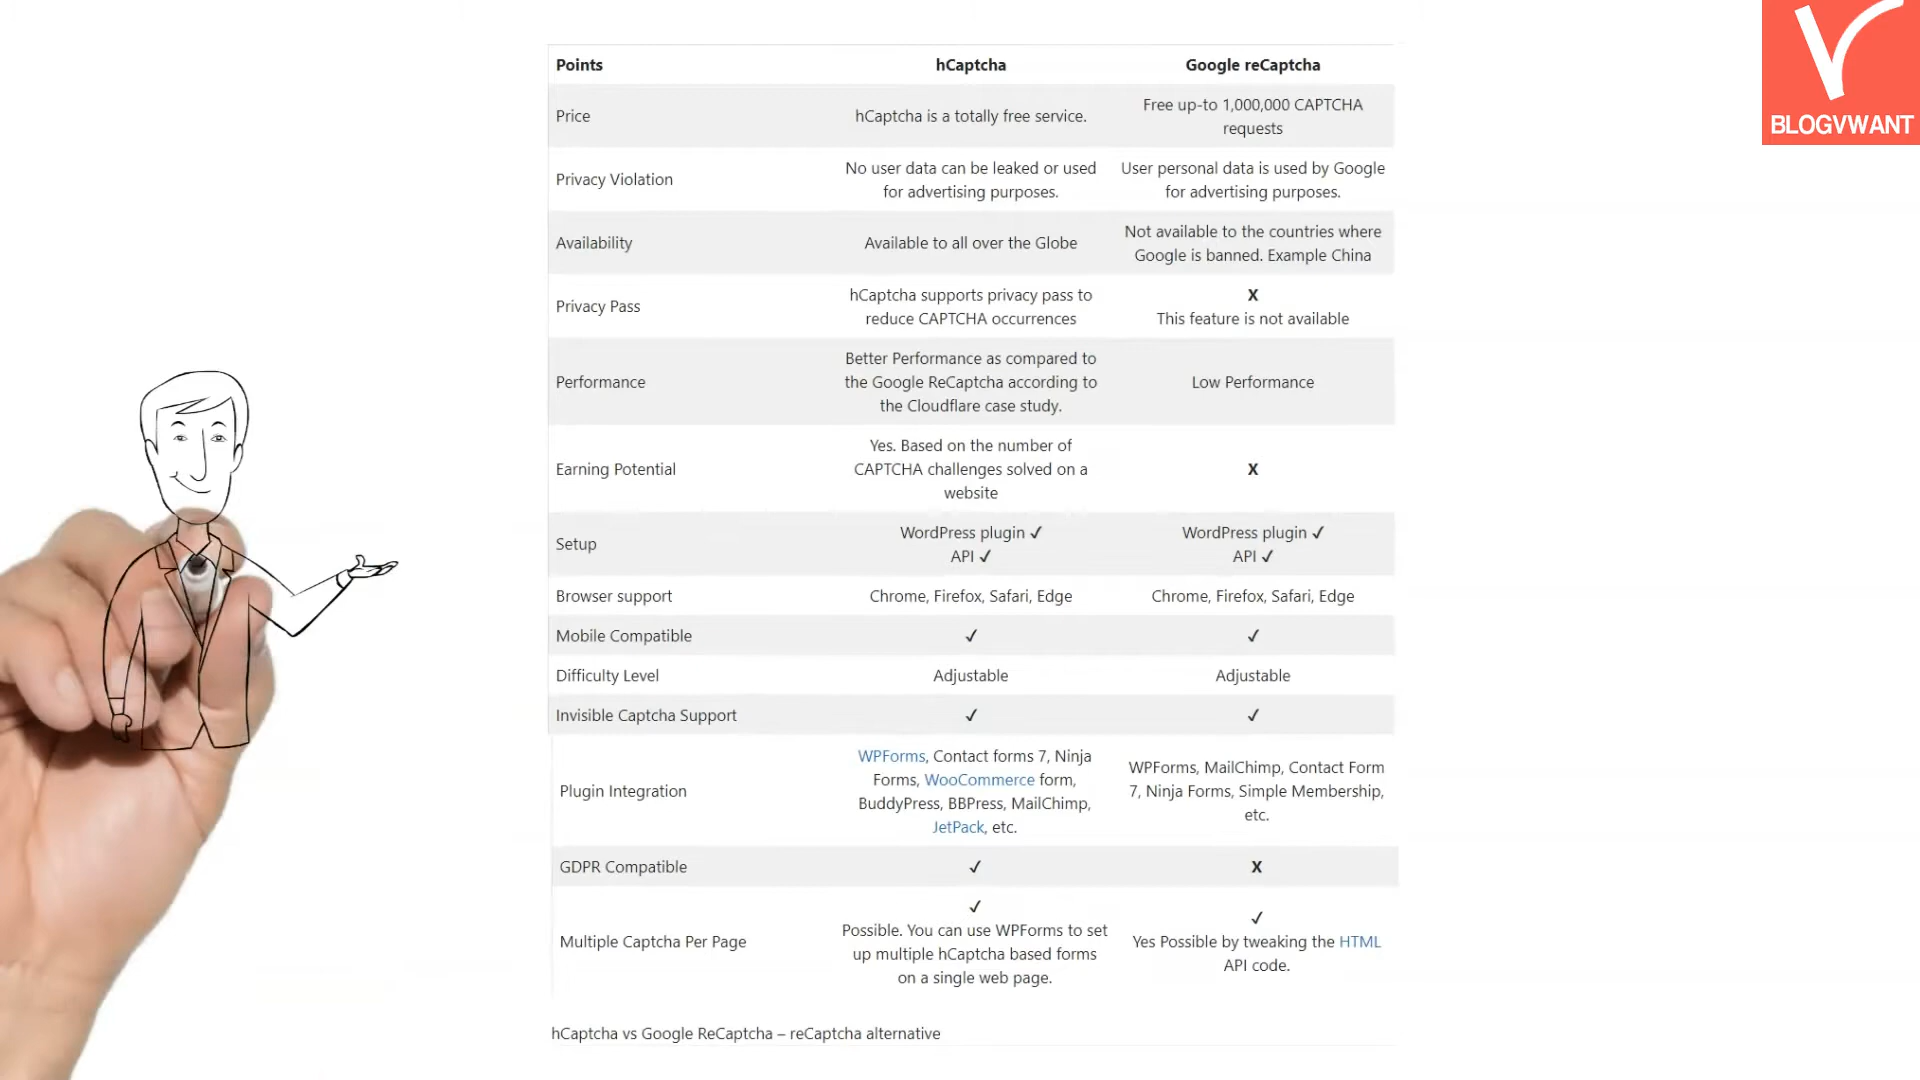 BLOGVWANT
Points hCaptcha Google reCaptcha
Price
hCaptcha is a totally free service.
Free up-to 1,000,000 CAPTCHA
requests
Privacy Violation
No user data can be leaked or used
for advertising purposes.
User personal data is used by Google
for advertising purposes.
Availability
Available to all over the Globe
Not available to the countries where
Google is banned. Example China
Privacy Pass
hCaptcha supports privacy pass to
reduce CAPTCHA occurrences
X
This feature is not available
Performance
Better Performance as compared to
the Google ReCaptcha according to
the Cloudflare case study.
Low Performance
Earning Potential
Yes. Based on the number of
CAPTCHA challenges solved on a
website
X
Setup
WordPress plugin ✓
API ✓
WordPress plugin ✓
API ✓
Browser support
Chrome, Firefox, Safari, Edge
Chrome, Firefox, Safari, Edge
Mobile Compatible ✓ ✓
Difficulty Level Adjustable Adjustable
Invisible Captcha Support ✓ ✓
Plugin Integration
WPForms, Contact forms 7, Ninja
Forms, WooCommerce form,
BuddyPress, BBPress, MailChimp,
JetPack, etc.
WPForms, MailChimp, Contact Form
7, Ninja Forms, Simple Membership,
etc.
GDPR Compatible ✓ X
Multiple Captcha Per Page
✓
Possible. You can use WPForms to set
up multiple hCaptcha based forms
on a single web page.
✓
Yes Possible by tweaking the HTML
API code.
hCaptcha vs Google ReCaptcha – reCaptcha alternative